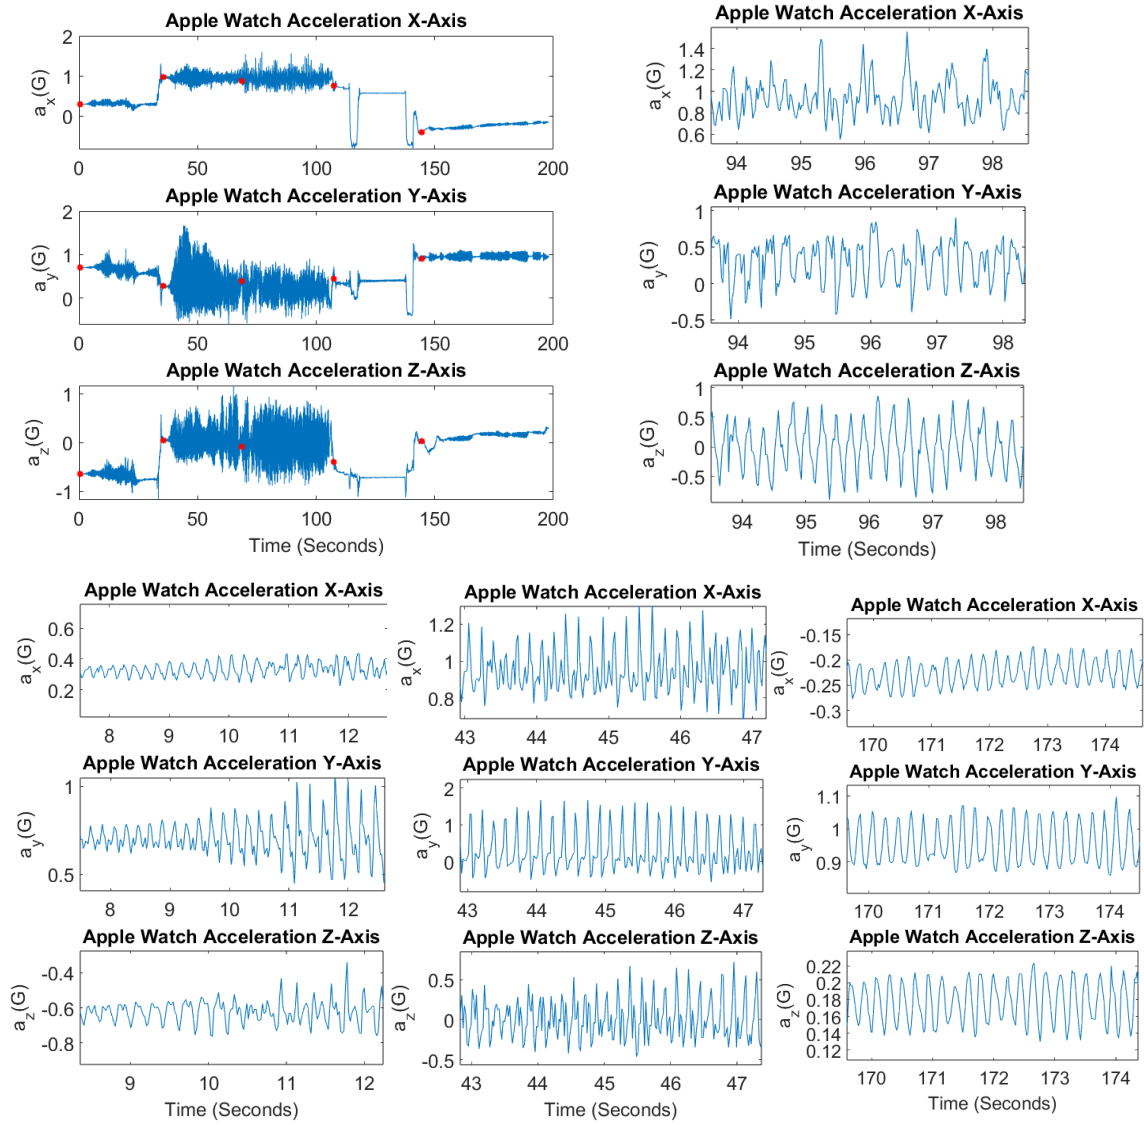 Apple Watch Acceleration X-Axis
2
1
0
a_x(G)
0 50 100 150 200
Apple Watch Acceleration Y-Axis
2
1
0
a_y(G)
0 50 100 150 200
Apple Watch Acceleration Z-Axis
1
0
-1
a_z(G)
0 50 100 150 200
Time (Seconds)
Apple Watch Acceleration X-Axis
1.4
1.2
1
0.8
0.6
a_x(G)
94 95 96 97 98
Apple Watch Acceleration Y-Axis
1
0.5
0
-0.5
a_y(G)
94 95 96 97 98
Apple Watch Acceleration Z-Axis
1
0.5
0
-0.5
a_z(G)
94 95 96 97 98
Time (Seconds)
Apple Watch Acceleration X-Axis
0.6
0.4
0.2
a_x(G)
8 9 10 11 12
Apple Watch Acceleration Y-Axis
1
0.5
a_y(G)
8 9 10 11 12
Apple Watch Acceleration Z-Axis
-0.4
-0.6
-0.8
a_z(G)
9 10 11 12
Time (Seconds)
Apple Watch Acceleration X-Axis
1.2
1
0.8
a_x(G)
43 44 45 46 47
Apple Watch Acceleration Y-Axis
2
1
0
a_y(G)
43 44 45 46 47
Apple Watch Acceleration Z-Axis
0.5
0
-0.5
a_z(G)
43 44 45 46 47
Time (Seconds)
Apple Watch Acceleration X-Axis
-0.15
-0.2
-0.25
-0.3
a_x(G)
170 171 172 173 174
Apple Watch Acceleration Y-Axis
1.1
1
0.9
a_y(G)
170 171 172 173 174
Apple Watch Acceleration Z-Axis
0.22
0.2
0.18
0.16
0.14
0.12
a_z(G)
170 171 172 173 174
Time (Seconds)